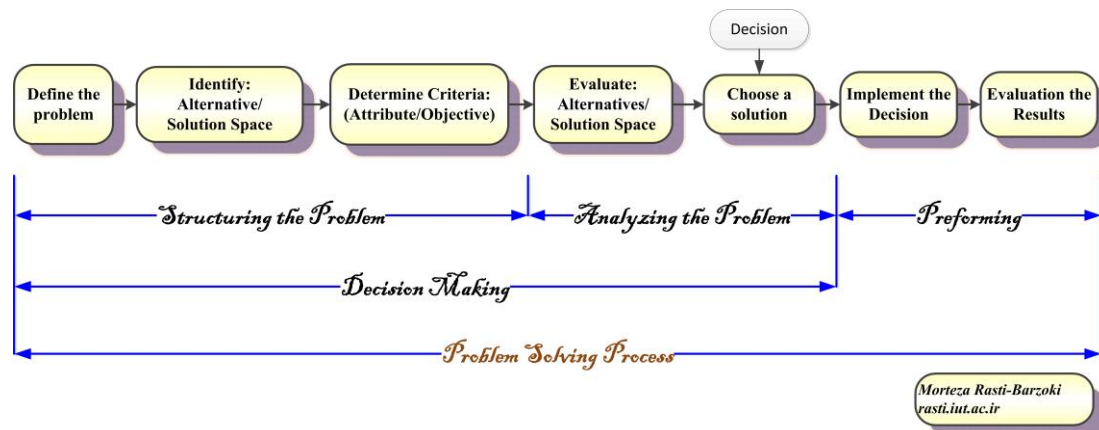 Decision
Define the
problem
Identify:
Alternative/
Solution Space
Determine Criteria:
(Attribute/Objective)
Evaluate:
Alternatives/
Solution Space
Choose a
solution
Implement the
Decision
Evaluation the
Results
Structuring the Problem
Analyzing the Problem
Preforming
Decision Making
Problem Solving Process
Morteza Rasti-Barzoki
rasti.iut.ac.ir